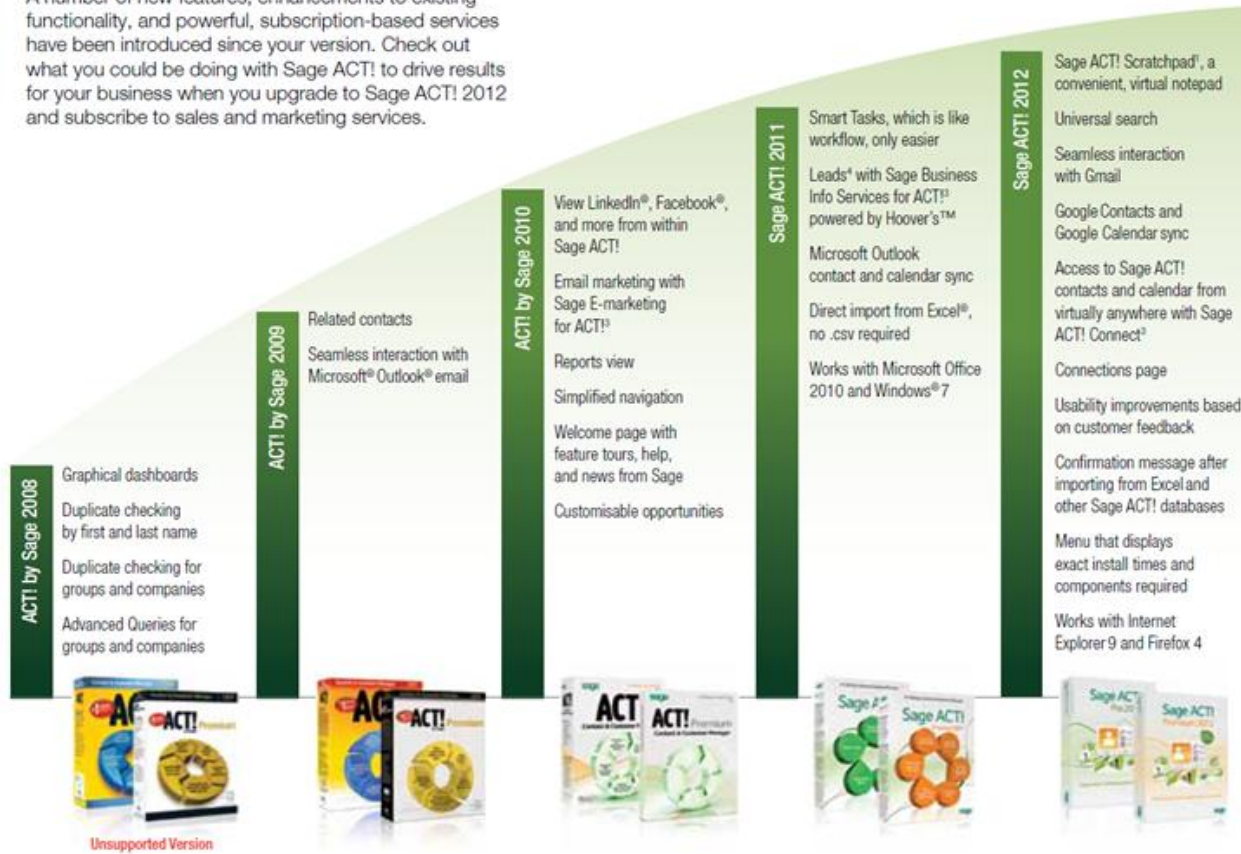 A number of new features, enhancements to existing
functionality, and powerful, subscription-based services
have been introduced since your version. Check out
what you could be doing with Sage ACT! to drive results
for your business when you upgrade to Sage ACT! 2012
and subscribe to sales and marketing services.
ACT! by Sage 2008
Graphical dashboards
Duplicate checking
by first and last name
Duplicate checking for
groups and companies
Advanced Queries for
groups and companies
ACT! by Sage 2009
Related contacts
Seamless interaction with
Microsoft® Outlook® email
ACT! by Sage 2010
View LinkedIn®, Facebook®,
and more from within
Sage ACT!
Email marketing with
Sage E-marketing
for ACT!³
Reports view
Simplified navigation
Welcome page with
feature tours, help,
and news from Sage
Customisable opportunities
Sage ACT! 2011
Smart Tasks, which is like
workflow, only easier
Leads⁴ with Sage Business
Info Services for ACT!³
powered by Hoover's™
Microsoft Outlook
contact and calendar sync
Direct import from Excel®,
no .csv required
Works with Microsoft Office
2010 and Windows® 7
Sage ACT! 2012
Sage ACT! Scratchpad¹, a
convenient, virtual notepad
Universal search
Seamless interaction
with Gmail
Google Contacts and
Google Calendar sync
Access to Sage ACT!
contacts and calendar from
virtually anywhere with Sage
ACT! Connect³
Connections page
Usability improvements based
on customer feedback
Confirmation message after
importing from Excel and
other Sage ACT! databases
Menu that displays
exact install times and
components required
Works with Internet
Explorer 9 and Firefox 4
ACT!
Premium
ACT!
Premium
ACT
ACT!
Premium
Contact & Customer Manager
Sage ACT!
Sage ACT!
Premium 2012
Unsupported Version